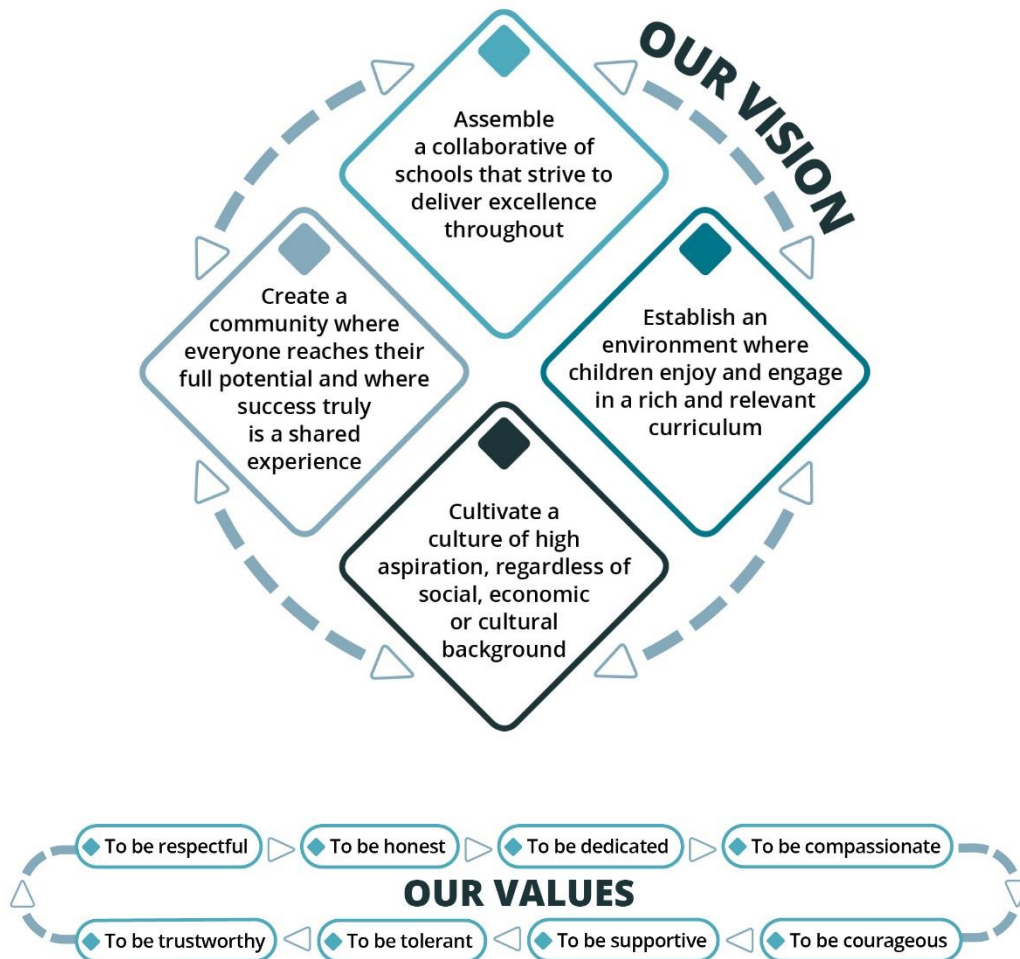 OUR VISION
Assemble
a collaborative of
schools that strive to
deliver excellence
throughout
Create a
community where
everyone reaches their
full potential and where
success truly
is a shared
experience
Establish an
environment where
children enjoy and engage
in a rich and relevant
curriculum
Cultivate a
culture of high
aspiration, regardless of
social, economic
or cultural
background
To be respectful
To be honest
To be dedicated
To be compassionate
OUR VALUES
To be trustworthy
To be tolerant
To be supportive
To be courageous